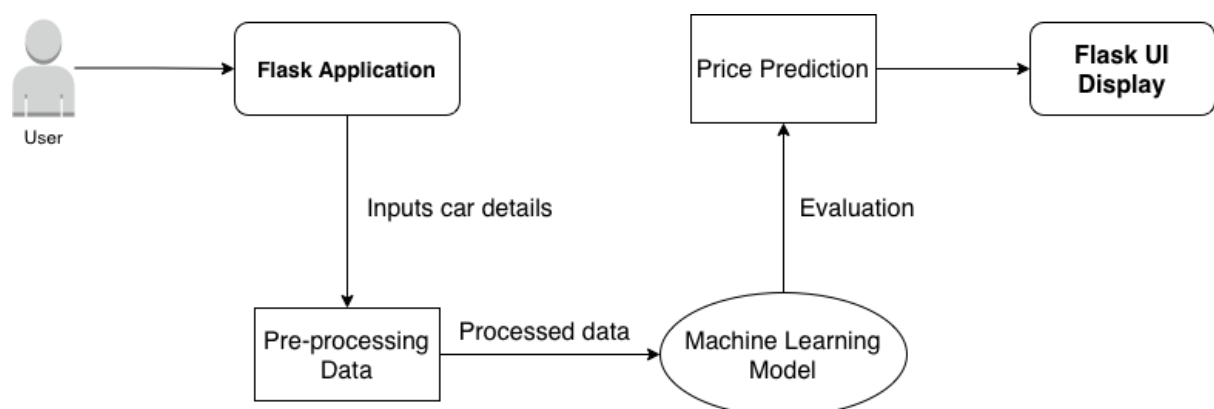 User
Flask Application
Inputs car details
Pre-processing
Data
Processed data
Machine Learning
Model
Evaluation
Price Prediction
Flask UI
Display